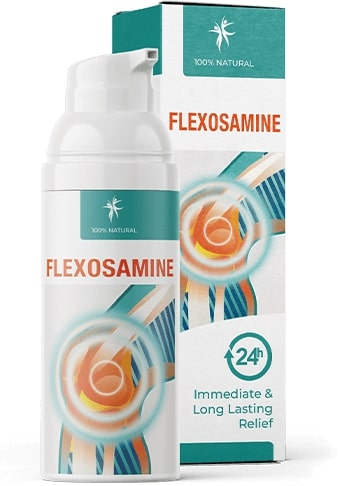 100% NATURAL
FLEXOSAMINE
100% NATURAL
FLEXOSAMINE
24h
Immediate &
Long Lasting
Relief